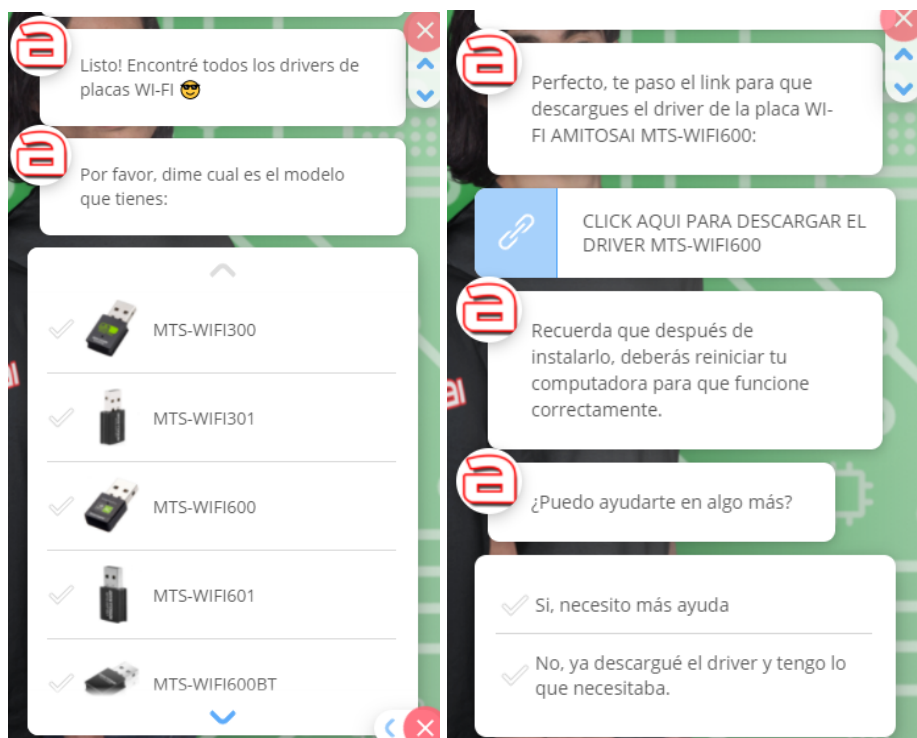 Listo! Encontré todos los drivers de
placas WI-FI 😎
Por favor, dime cual es el modelo
que tienes:
MTS-WIFI300
MTS-WIFI301
MTS-WIFI600
MTS-WIFI601
MTS-WIFI600BT
Perfecto, te paso el link para que
descargues el driver de la placa WI-
FI AMITOSAI MTS-WIFI600:
CLICK AQUI PARA DESCARGAR EL
DRIVER MTS-WIFI600
Recuerda que después de
instalarlo, deberás reiniciar tu
computadora para que funcione
correctamente.
¿Puedo ayudarte en algo más?
Si, necesito más ayuda
No, ya descargué el driver y tengo lo
que necesitaba.